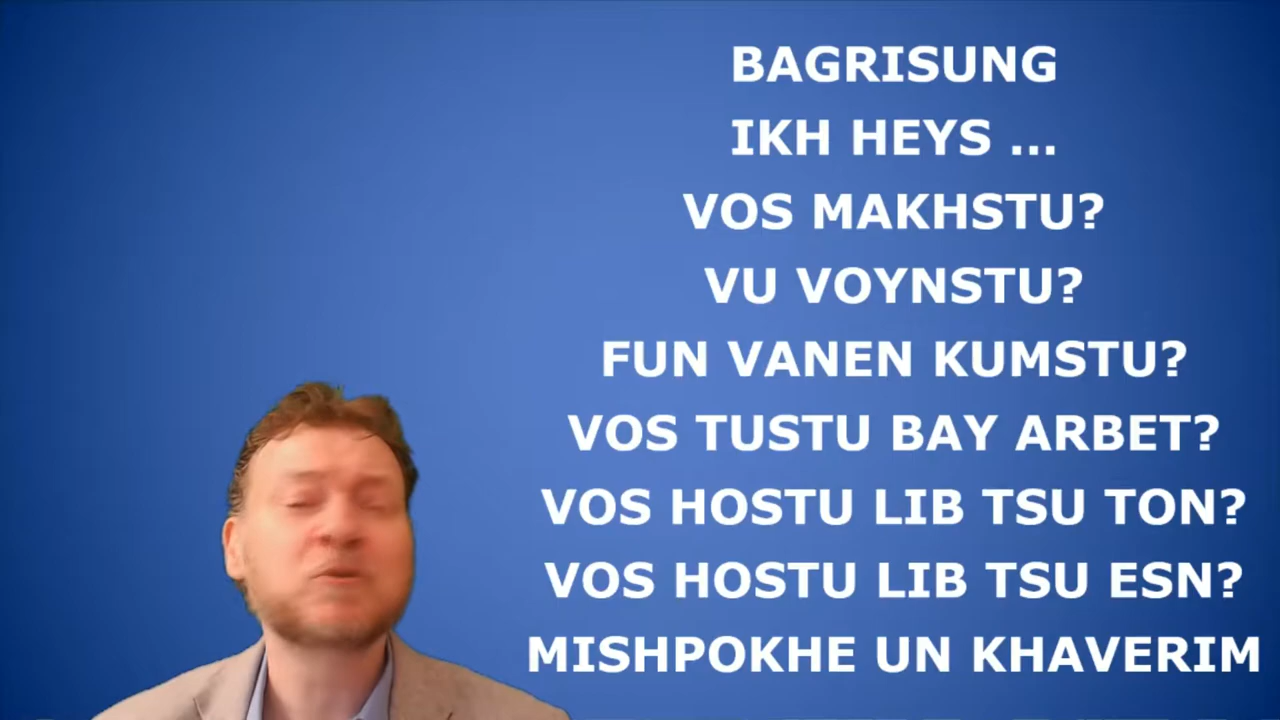 BAGRISUNG
IKH HEYS ...
VOS MAKHSTU?
VU VOYNSTU?
FUN VANEN KUMSTU?
VOS TUSTU BAY ARBET?
VOS HOSTU LIB TSU TON?
VOS HOSTU LIB TSU ESN?
MISHPOKHE UN KHAVERIM